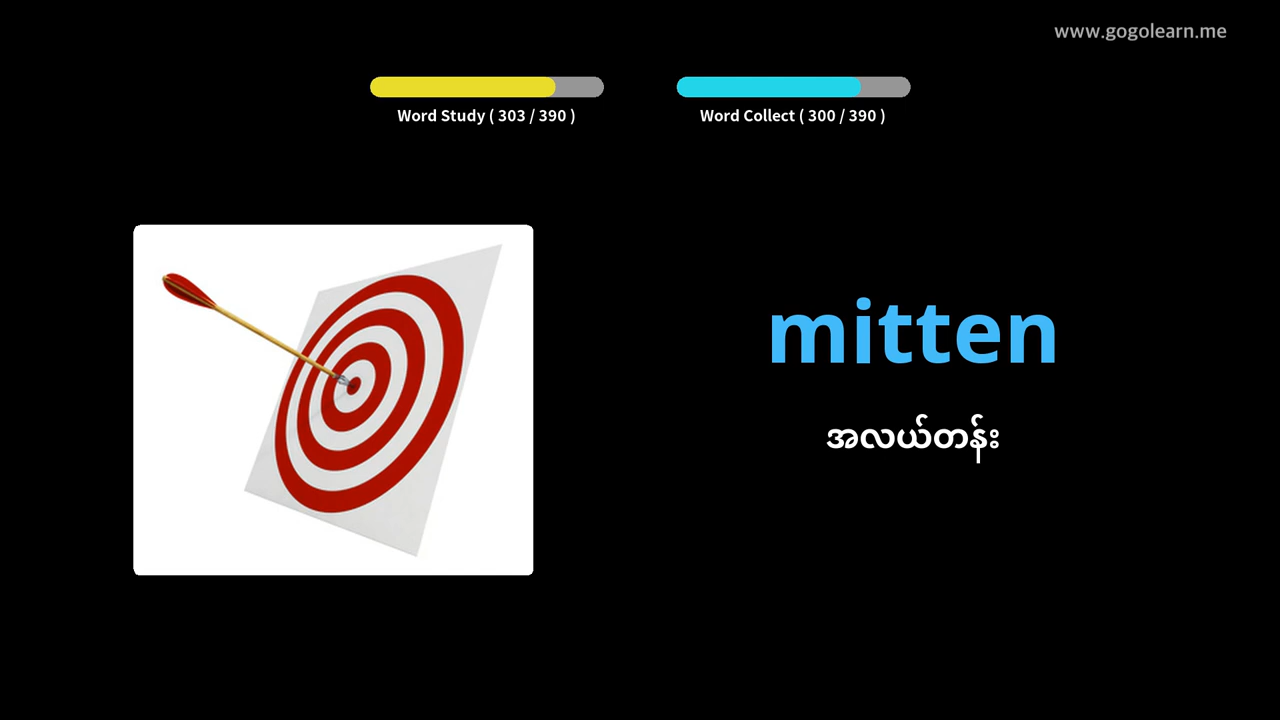 www.gogolearn.me
Word Study ( 303 / 390 )
Word Collect ( 300 / 390 )
mitten
အလယ်တန်း